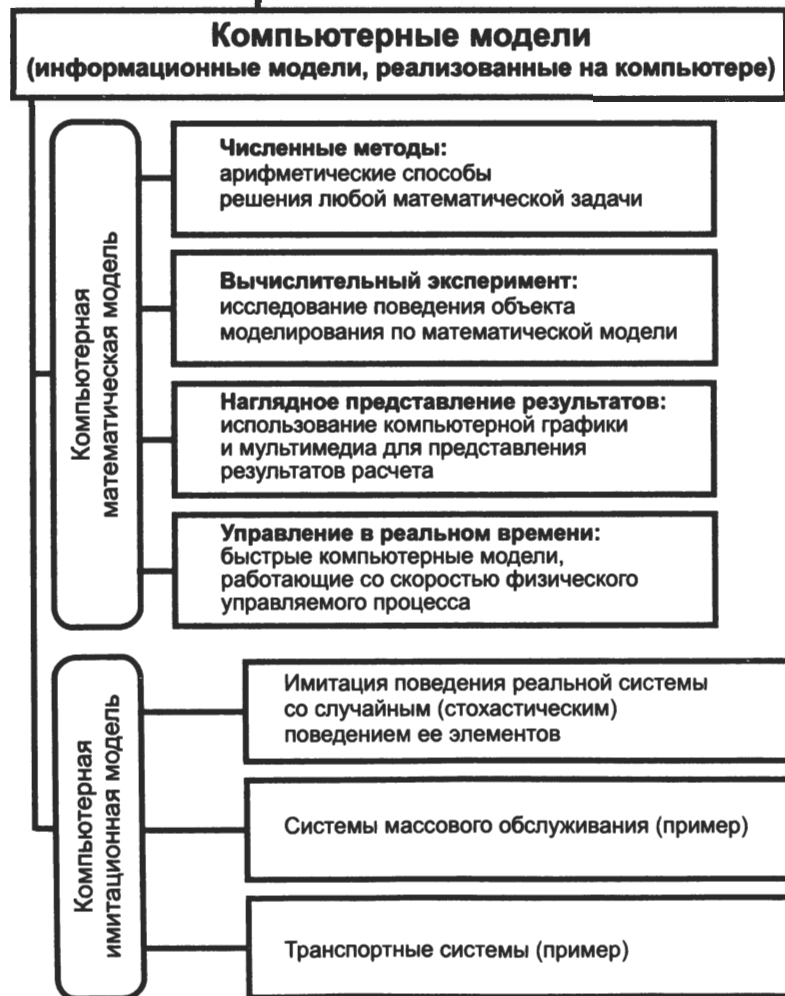 Компьютерные модели
(информационные модели, реализованные на компьютере)
Компьютерная
математическая модель
Численные методы:
арифметические способы
решения любой математической задачи
Вычислительный эксперимент:
исследование поведения объекта
моделирования по математической модели
Наглядное представление результатов:
использование компьютерной графики
и мультимедиа для представления
результатов расчета
Управление в реальном времени:
быстрые компьютерные модели,
работающие со скоростью физического
управляемого процесса
Компьютерная
имитационная модель
Имитация поведения реальной системы
со случайным (стохастическим)
поведением ее элементов
Системы массового обслуживания (пример)
Транспортные системы (пример)